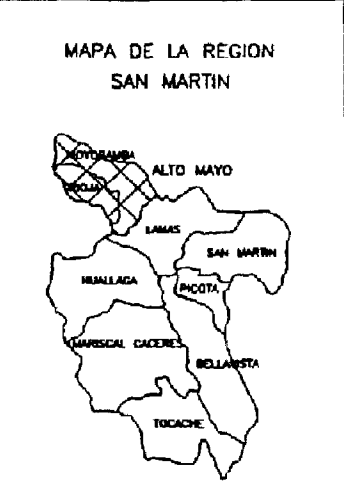 MAPA DE LA REGION
SAN MARTIN
MOYOBAMBA
RIOJA
ALTO MAYO
LAMAS
SAN MARTIN
HUALLAGA
PICOTA
MARISCAL CACERES
BELLAVISTA
TOCACHE